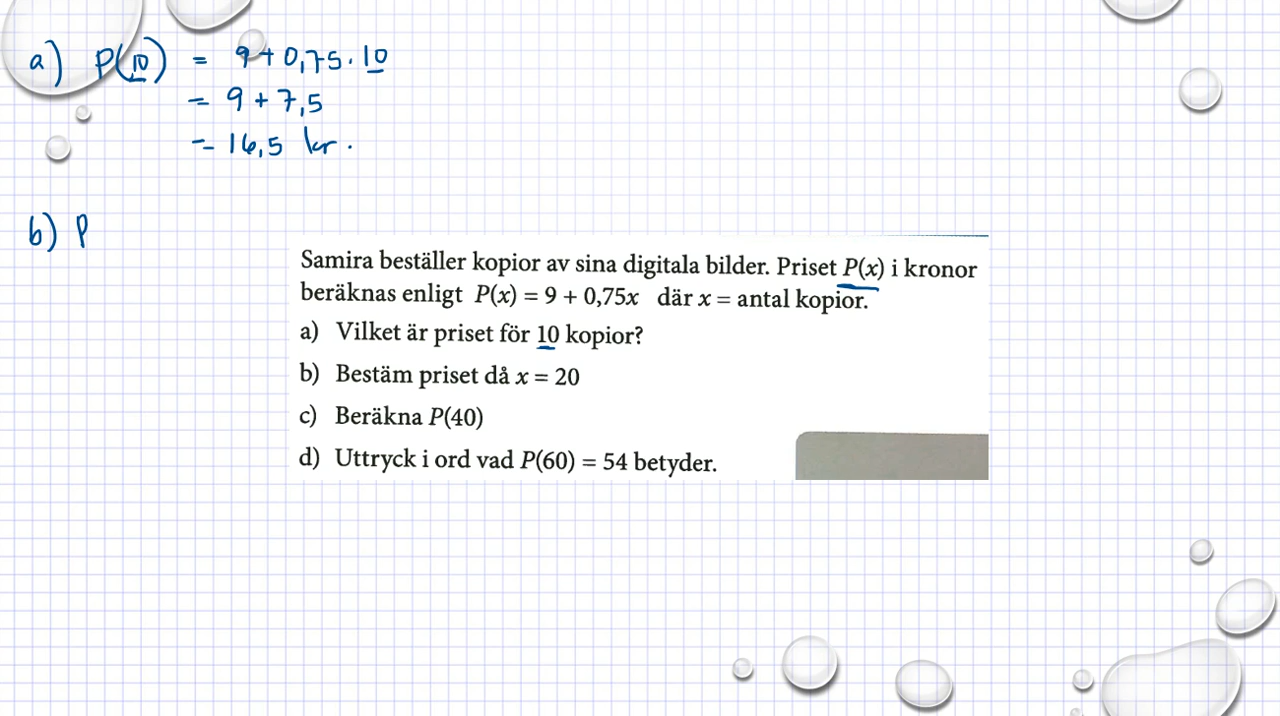 a) P(10) = 9 + 0,75 · 10
= 9 + 7,5
= 16,5 kr.
b) P
Samira beställer kopior av sina digitala bilder. Priset P(x) i kronor
beräknas enligt P(x) = 9 + 0,75x där x = antal kopior.
a) Vilket är priset för 10 kopior?
b) Bestäm priset då x = 20
c) Beräkna P(40)
d) Uttryck i ord vad P(60) = 54 betyder.